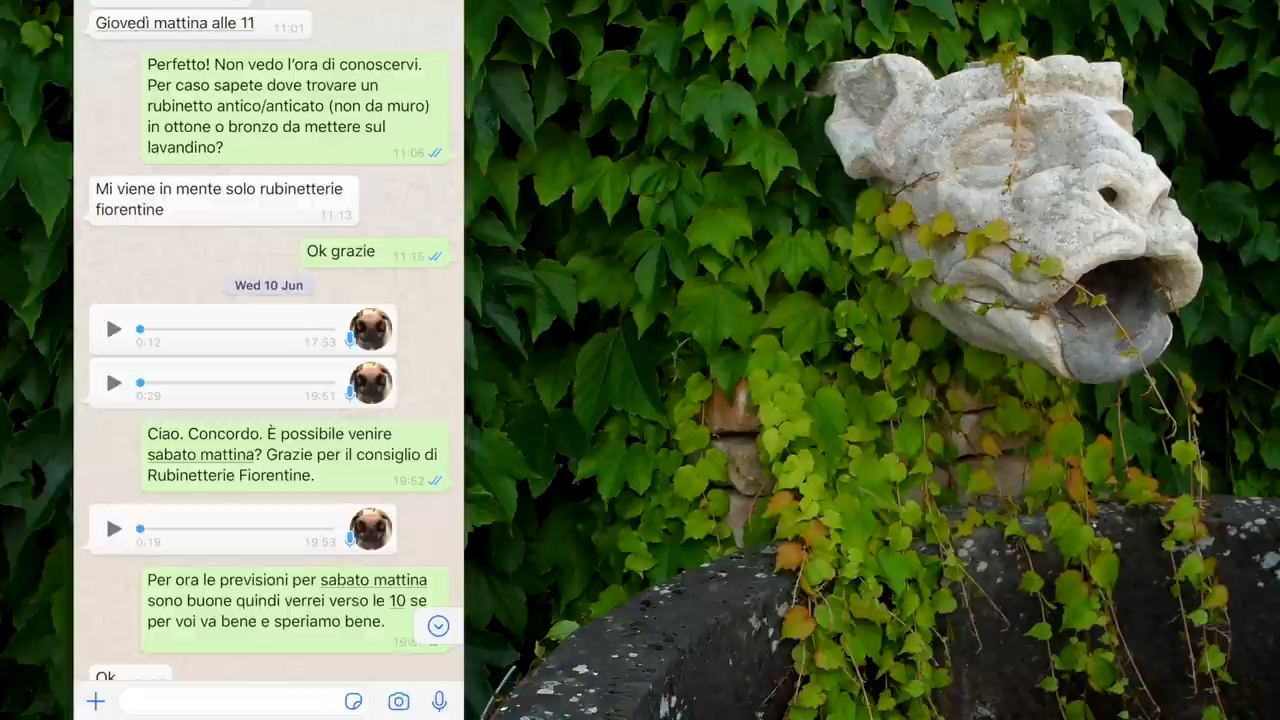 Giovedì mattina alle 11
11:01
Perfetto! Non vedo l'ora di conoscervi.
Per caso sapete dove trovare un
rubinetto antico/anticato (non da muro)
in ottone o bronzo da mettere sul
lavandino?
11:06
Mi viene in mente solo rubinetterie
fiorentine
11:13
Ok grazie
11:15
Wed 10 Jun
0:12
17:53
0:29
19:51
Ciao. Concordo. È possibile venire
sabato mattina? Grazie per il consiglio di
Rubinetterie Fiorentine.
19:52
0:19
19:53
Per ora le previsioni per sabato mattina
sono buone quindi verrei verso le 10 se
per voi va bene e speriamo bene.
Ok